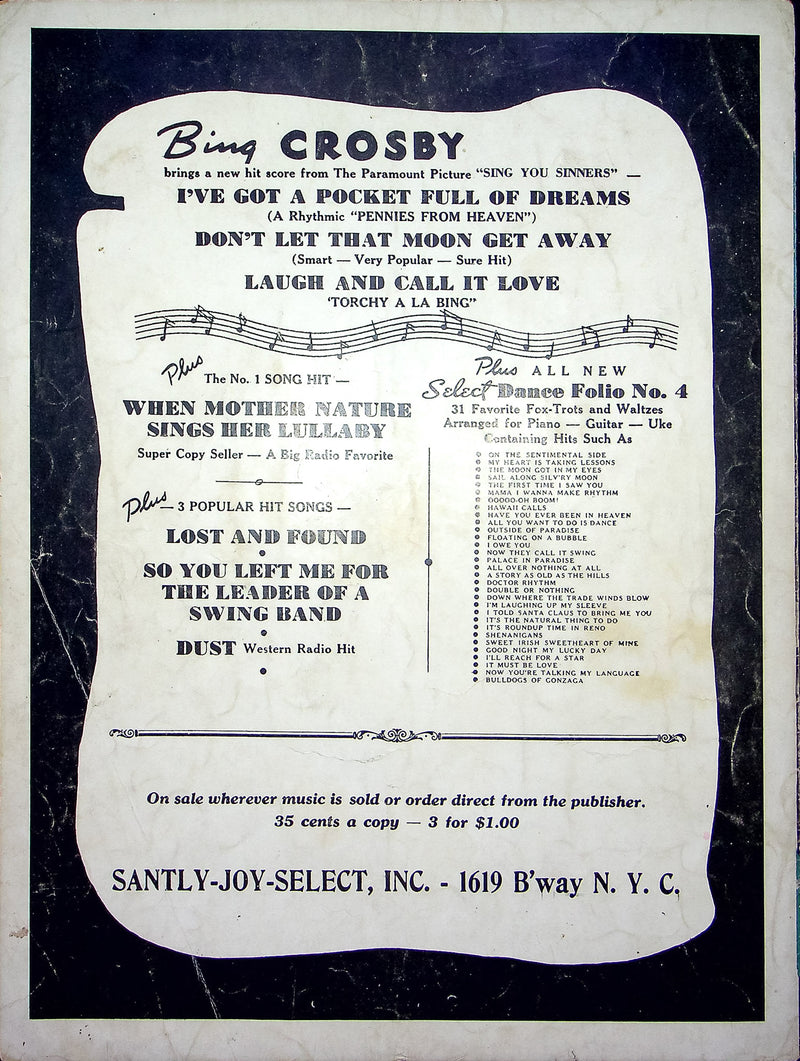 Bing CROSBY
brings a new hit score from The Paramount Picture “SING YOU SINNERS” —
I'VE GOT A POCKET FULL OF DREAMS
(A Rhythmic “PENNIES FROM HEAVEN”)
DON'T LET THAT MOON GET AWAY
(Smart — Very Popular — Sure Hit)
LAUGH AND CALL IT LOVE
'TORCHY A LA BING”
Plus
The No. 1 SONG HIT —
WHEN MOTHER NATURE
SINGS HER LULLABY
Super Copy Seller — A Big Radio Favorite
Plus — 3 POPULAR HIT SONGS —
LOST AND FOUND
SO YOU LEFT ME FOR
THE LEADER OF A
SWING BAND
DUST Western Radio Hit
Plus ALL NEW
Select Dance Folio No. 4
31 Favorite Fox-Trots and Waltzes
Arranged for Piano — Guitar — Uke
Containing Hits Such As
ON THE SENTIMENTAL SIDE
MY HEART IS TAKING LESSONS
THE MOON GOT IN MY EYES
SAIL ALONG SILV'RY MOON
THE FIRST TIME I SAW YOU
MAMA I WANNA MAKE RHYTHM
OOOOO-OH BOOM!
HAWAII CALLS
HAVE YOU EVER BEEN IN HEAVEN
ALL YOU WANT TO DO IS DANCE
OUTSIDE OF PARADISE
FLOATING ON A BUBBLE
I OWE YOU
NOW THEY CALL IT SWING
PALACE IN PARADISE
ALL OVER NOTHING AT ALL
A STORY AS OLD AS THE HILLS
DOCTOR RHYTHM
DOUBLE OR NOTHING
DOWN WHERE THE TRADE WINDS BLOW
I'M LAUGHING UP MY SLEEVE
I TOLD SANTA CLAUS TO BRING ME YOU
IT'S THE NATURAL THING TO DO
IT'S ROUNDUP TIME IN RENO
SHENANIGANS
SWEET IRISH SWEETHEART OF MINE
GOOD NIGHT MY LUCKY DAY
I'LL REACH FOR A STAR
IT MUST BE LOVE
NOW YOU'RE TALKING MY LANGUAGE
BULLDOGS OF GONZAGA
On sale wherever music is sold or order direct from the publisher.
35 cents a copy — 3 for $1.00
SANTLY-JOY-SELECT, INC. - 1619 B'way N. Y. C.